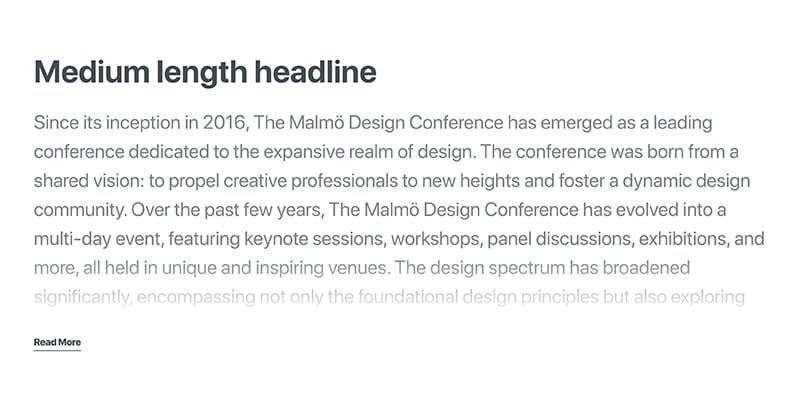 Medium length headline
Since its inception in 2016, The Malmö Design Conference has emerged as a leading
conference dedicated to the expansive realm of design. The conference was born from a
shared vision: to propel creative professionals to new heights and foster a dynamic design
community. Over the past few years, The Malmö Design Conference has evolved into a
multi-day event, featuring keynote sessions, workshops, panel discussions, exhibitions, and
more, all held in unique and inspiring venues. The design spectrum has broadened
significantly, encompassing not only the foundational design principles but also exploring
Read More